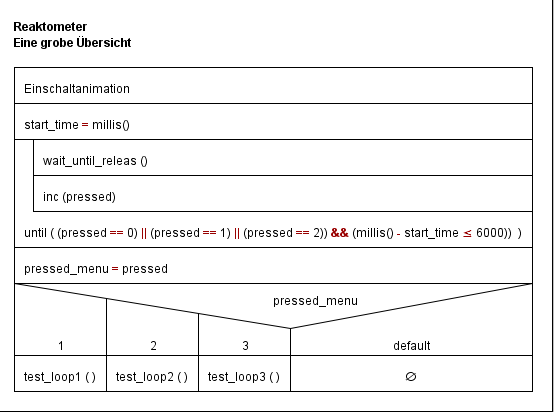 Reaktometer
Eine grobe Übersicht
Einschaltanimation
start_time = millis()
wait_until_releas ()
inc (pressed)
until ( (pressed == 0) || (pressed == 1) || (pressed == 2)) && (millis() - start_time ≤ 6000)) )
pressed_menu = pressed
pressed_menu
1 2 3 default
test_loop1 ( ) test_loop2 ( ) test_loop3 ( ) ∅